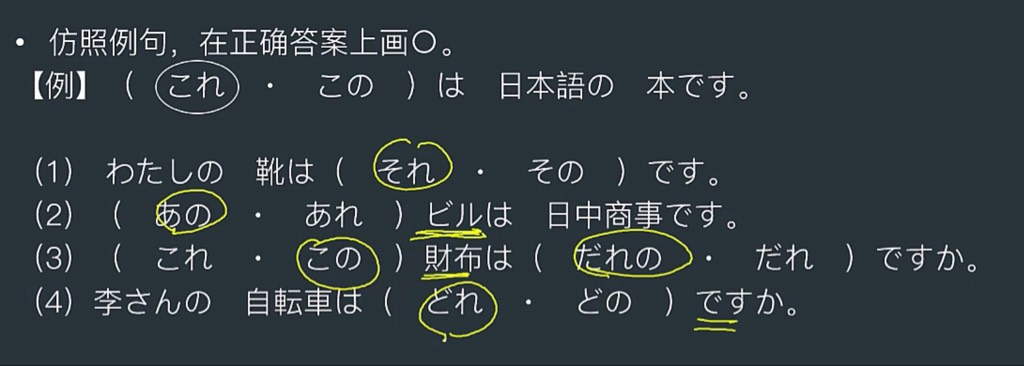 • 仿照例句，在正确答案上画〇。
【例】（ これ ・ この ）は 日本語の 本です。
（1） わたしの 靴は（ それ ・ その ）です。
（2）（ あの ・ あれ ）ビルは 日中商事です。
（3）（ これ ・ この ）財布は（ だれの ・ だれ ）ですか。
（4）李さんの 自転車は（ どれ ・ どの ）ですか。